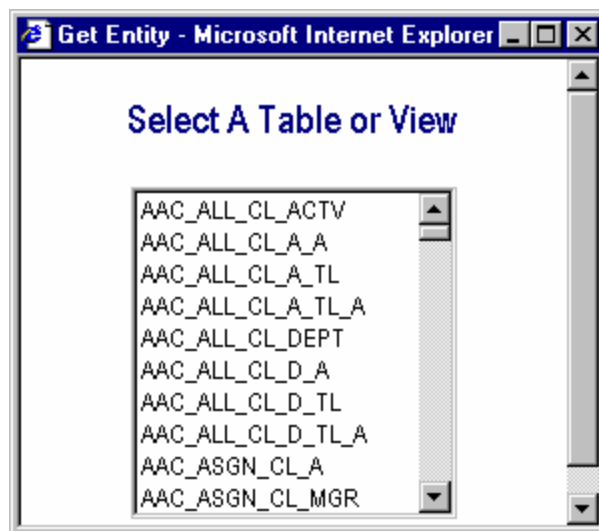 Get Entity - Microsoft Internet Explorer
Select A Table or View
AAC_ALL_CL_ACTV
AAC_ALL_CL_A_A
AAC_ALL_CL_A_TL
AAC_ALL_CL_A_TL_A
AAC_ALL_CL_DEPT
AAC_ALL_CL_D_A
AAC_ALL_CL_D_TL
AAC_ALL_CL_D_TL_A
AAC_ASGN_CL_A
AAC_ASGN_CL_MGR